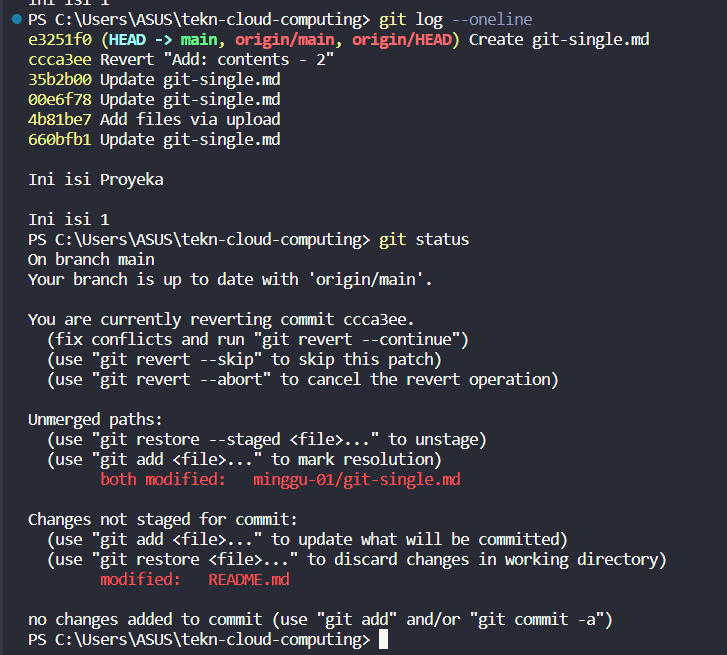 Ini isi 1
PS C:\Users\ASUS\tekn-cloud-computing> git log --oneline
e3251f0 (HEAD -> main, origin/main, origin/HEAD) Create git-single.md
ccca3ee Revert "Add: contents - 2"
35b2b00 Update git-single.md
00e6f78 Update git-single.md
4b81be7 Add files via upload
660bfb1 Update git-single.md
Ini isi Proyeka
Ini isi 1
PS C:\Users\ASUS\tekn-cloud-computing> git status
On branch main
Your branch is up to date with 'origin/main'.
You are currently reverting commit ccca3ee.
(fix conflicts and run "git revert --continue")
(use "git revert --skip" to skip this patch)
(use "git revert --abort" to cancel the revert operation)
Unmerged paths:
(use "git restore --staged <file>..." to unstage)
(use "git add <file>..." to mark resolution)
both modified: minggu-01/git-single.md
Changes not staged for commit:
(use "git add <file>..." to update what will be committed)
(use "git restore <file>..." to discard changes in working directory)
modified: README.md
no changes added to commit (use "git add" and/or "git commit -a")
PS C:\Users\ASUS\tekn-cloud-computing>